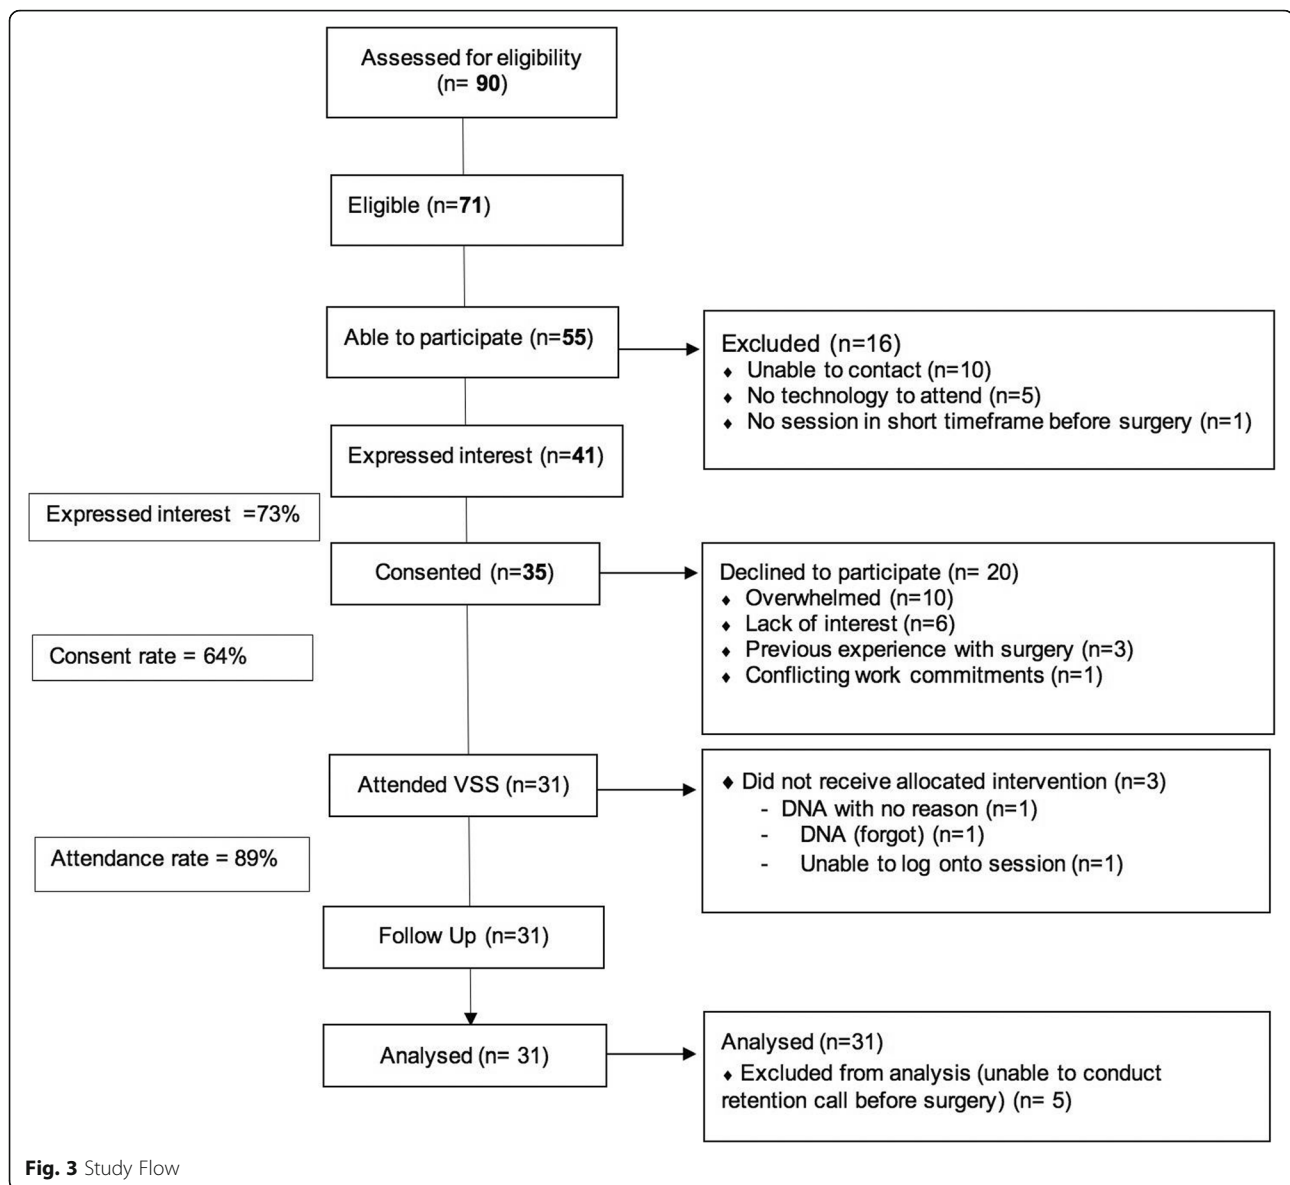 Assessed for eligibility
(n= 90)
Eligible (n=71)
Able to participate (n=55)
Excluded (n=16)
♦ Unable to contact (n=10)
♦ No technology to attend (n=5)
♦ No session in short timeframe before surgery (n=1)
Expressed interest (n=41)
Expressed interest =73%
Consented (n=35)
Declined to participate (n= 20)
♦ Overwhelmed (n=10)
♦ Lack of interest (n=6)
♦ Previous experience with surgery (n=3)
♦ Conflicting work commitments (n=1)
Consent rate = 64%
Attended VSS (n=31)
♦ Did not receive allocated intervention (n=3)
- DNA with no reason (n=1)
- DNA (forgot) (n=1)
- Unable to log onto session (n=1)
Attendance rate = 89%
Follow Up (n=31)
Analysed (n= 31)
Analysed (n=31)
♦ Excluded from analysis (unable to conduct
retention call before surgery) (n= 5)
Fig. 3 Study Flow